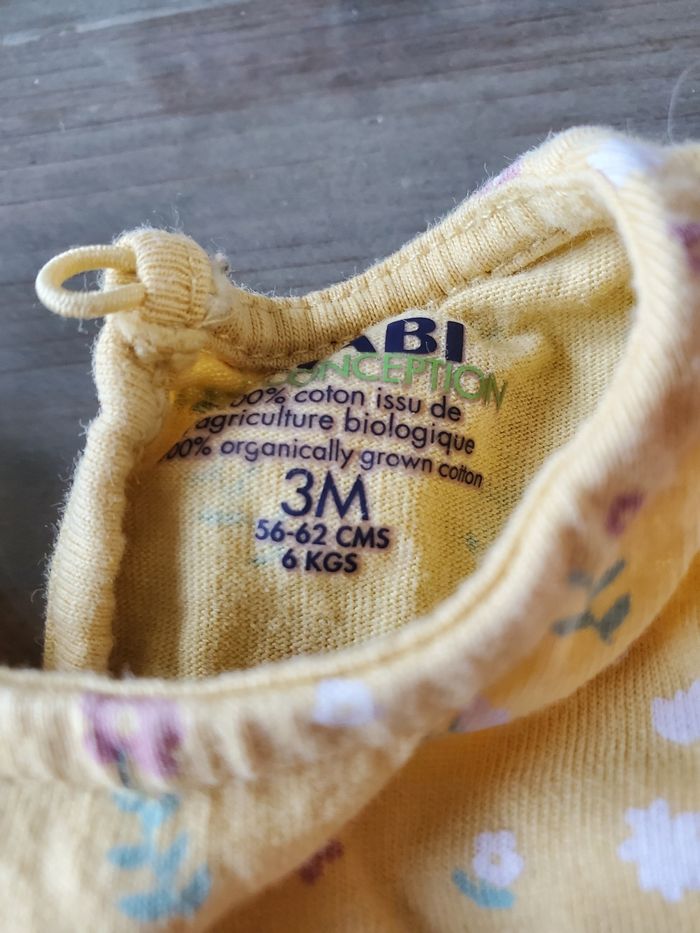 ABI
CONCEPTION
00% coton issu de
agriculture biologique
00% organically grown cotton
3M
56-62 CMS
6 KGS